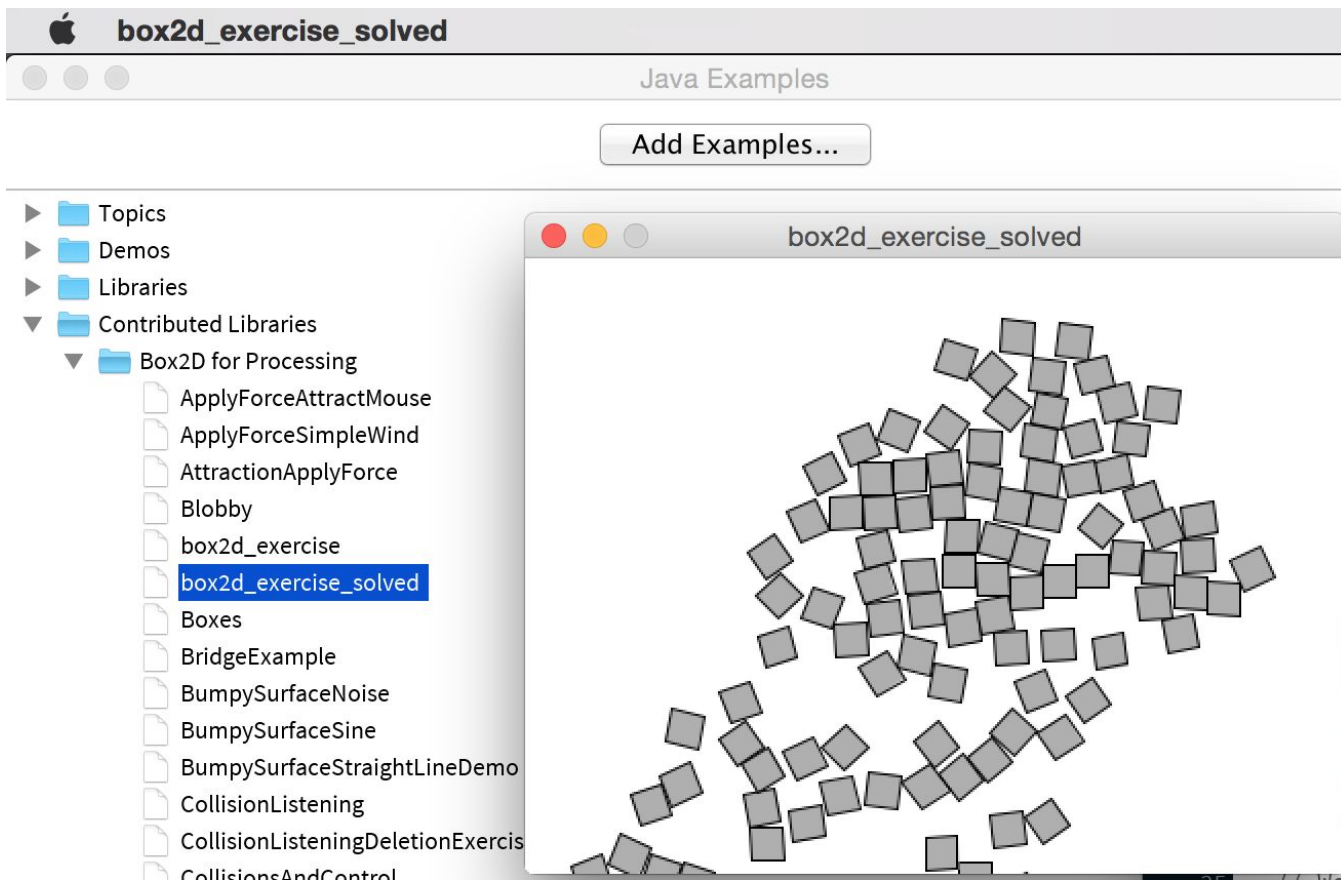 box2d_exercise_solved
Java Examples
Add Examples...
Topics
Demos
Libraries
Contributed Libraries
Box2D for Processing
ApplyForceAttractMouse
ApplyForceSimpleWind
AttractionApplyForce
Blobby
box2d_exercise
box2d_exercise_solved
Boxes
BridgeExample
BumpySurfaceNoise
BumpySurfaceSine
BumpySurfaceStraightLineDemo
CollisionListening
CollisionListeningDeletionExercis
CollisionsAndControl
box2d_exercise_solved